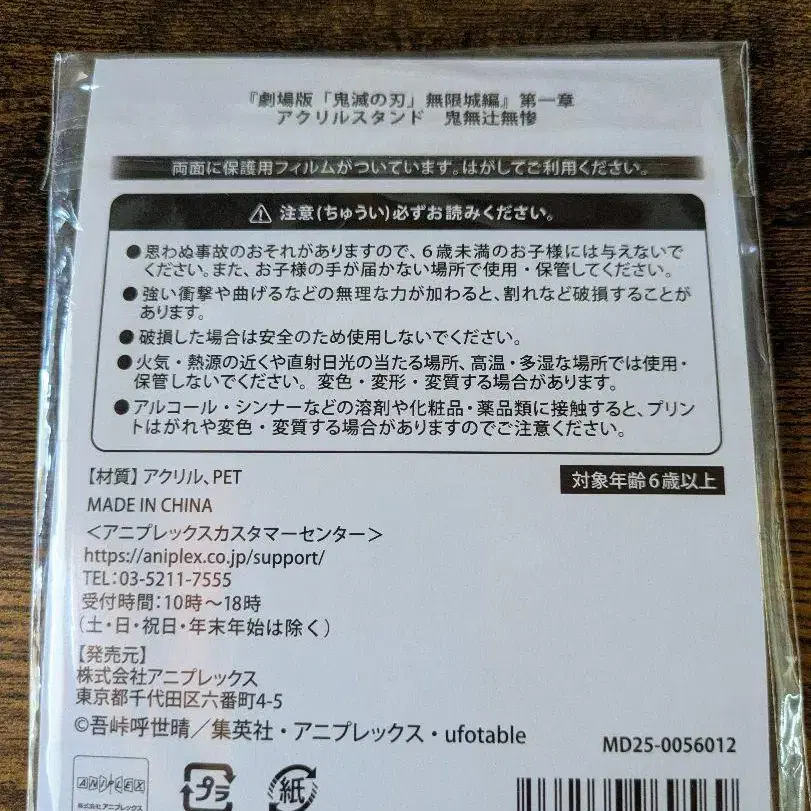 『劇場版「鬼滅の刃」無限城編』第一章
アクリルスタンド 鬼無辻無惨
両面に保護用フィルムがついています。はがしてご利用ください。
⚠ 注意(ちゅうい)必ずお読みください。
●思わぬ事故のおそれがありますので、6歳未満のお子様には与えないで
ください。また、お子様の手が届かない場所で使用・保管してください。
●強い衝撃や曲げるなどの無理な力が加わると、割れなど破損することが
あります。
●破損した場合は安全のため使用しないでください。
●火気・熱源の近くや直射日光の当たる場所、高温・多湿な場所では使用・
保管しないでください。変色・変形・変質する場合があります。
●アルコール・シンナーなどの溶剤や化粧品・薬品類に接触すると、プリン
トはがれや変色・変質する場合がありますのでご注意ください。
【材質】アクリル、PET
対象年齢6歳以上
MADE IN CHINA
<アニプレックスカスタマーセンター>
https://aniplex.co.jp/support/
TEL:03-5211-7555
受付時間:10時~18時
(土・日・祝日・年末年始は除く)
【発売元】
株式会社アニプレックス
東京都千代田区六番町4-5
©吾峠呼世晴/集英社・アニプレックス・ufotable
MD25-0056012
ANIPLEX
株式会社アニプレックス
プラ
紙